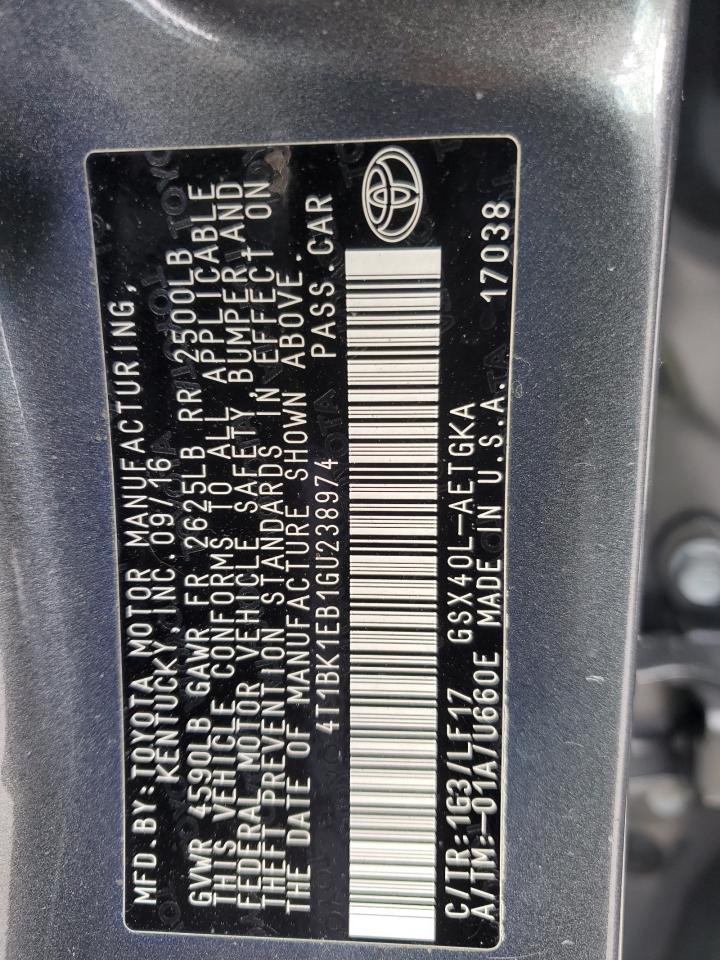 MFD.BY:TOYOTA MOTOR MANUFACTURING,
KENTUCKY,INC.09/16
GVWR 4590LB GAWR FR 2625LB RR 2500LB
THIS VEHICLE CONFORMS TO ALL APPLICABLE
FEDERAL MOTOR VEHICLE SAFETY,BUMPER,AND
THEFT PREVENTION STANDARDS IN EFFECT ON
THE DATE OF MANUFACTURE SHOWN ABOVE.
4T1BK1EB1GU238974 PASS.CAR
C/TR:1G3/LF17 GSX40L-AETGKA
A/TM:-01A/U660E MADE IN U.S.A. 17038